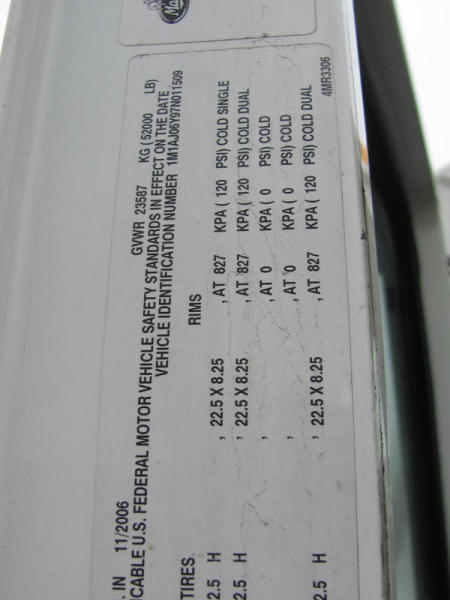 Ma
GVWR 23587 KG ( 52000 LB)
. IN 11/2006
ICABLE U.S. FEDERAL MOTOR VEHICLE SAFETY STANDARDS IN EFFECT ON THE DATE
VEHICLE IDENTIFICATION NUMBER 1M1AJ06Y97N011509
TIRES RIMS
2.5 H , 22.5 X 8.25 , AT 827 KPA ( 120 PSI) COLD SINGLE
2.5 H , 22.5 X 8.25 , AT 827 KPA ( 120 PSI) COLD DUAL
, , AT 0 KPA ( 0 PSI) COLD
, , AT 0 KPA ( 0 PSI) COLD
2.5 H , 22.5 X 8.25 , AT 827 KPA ( 120 PSI) COLD DUAL
4MR3306